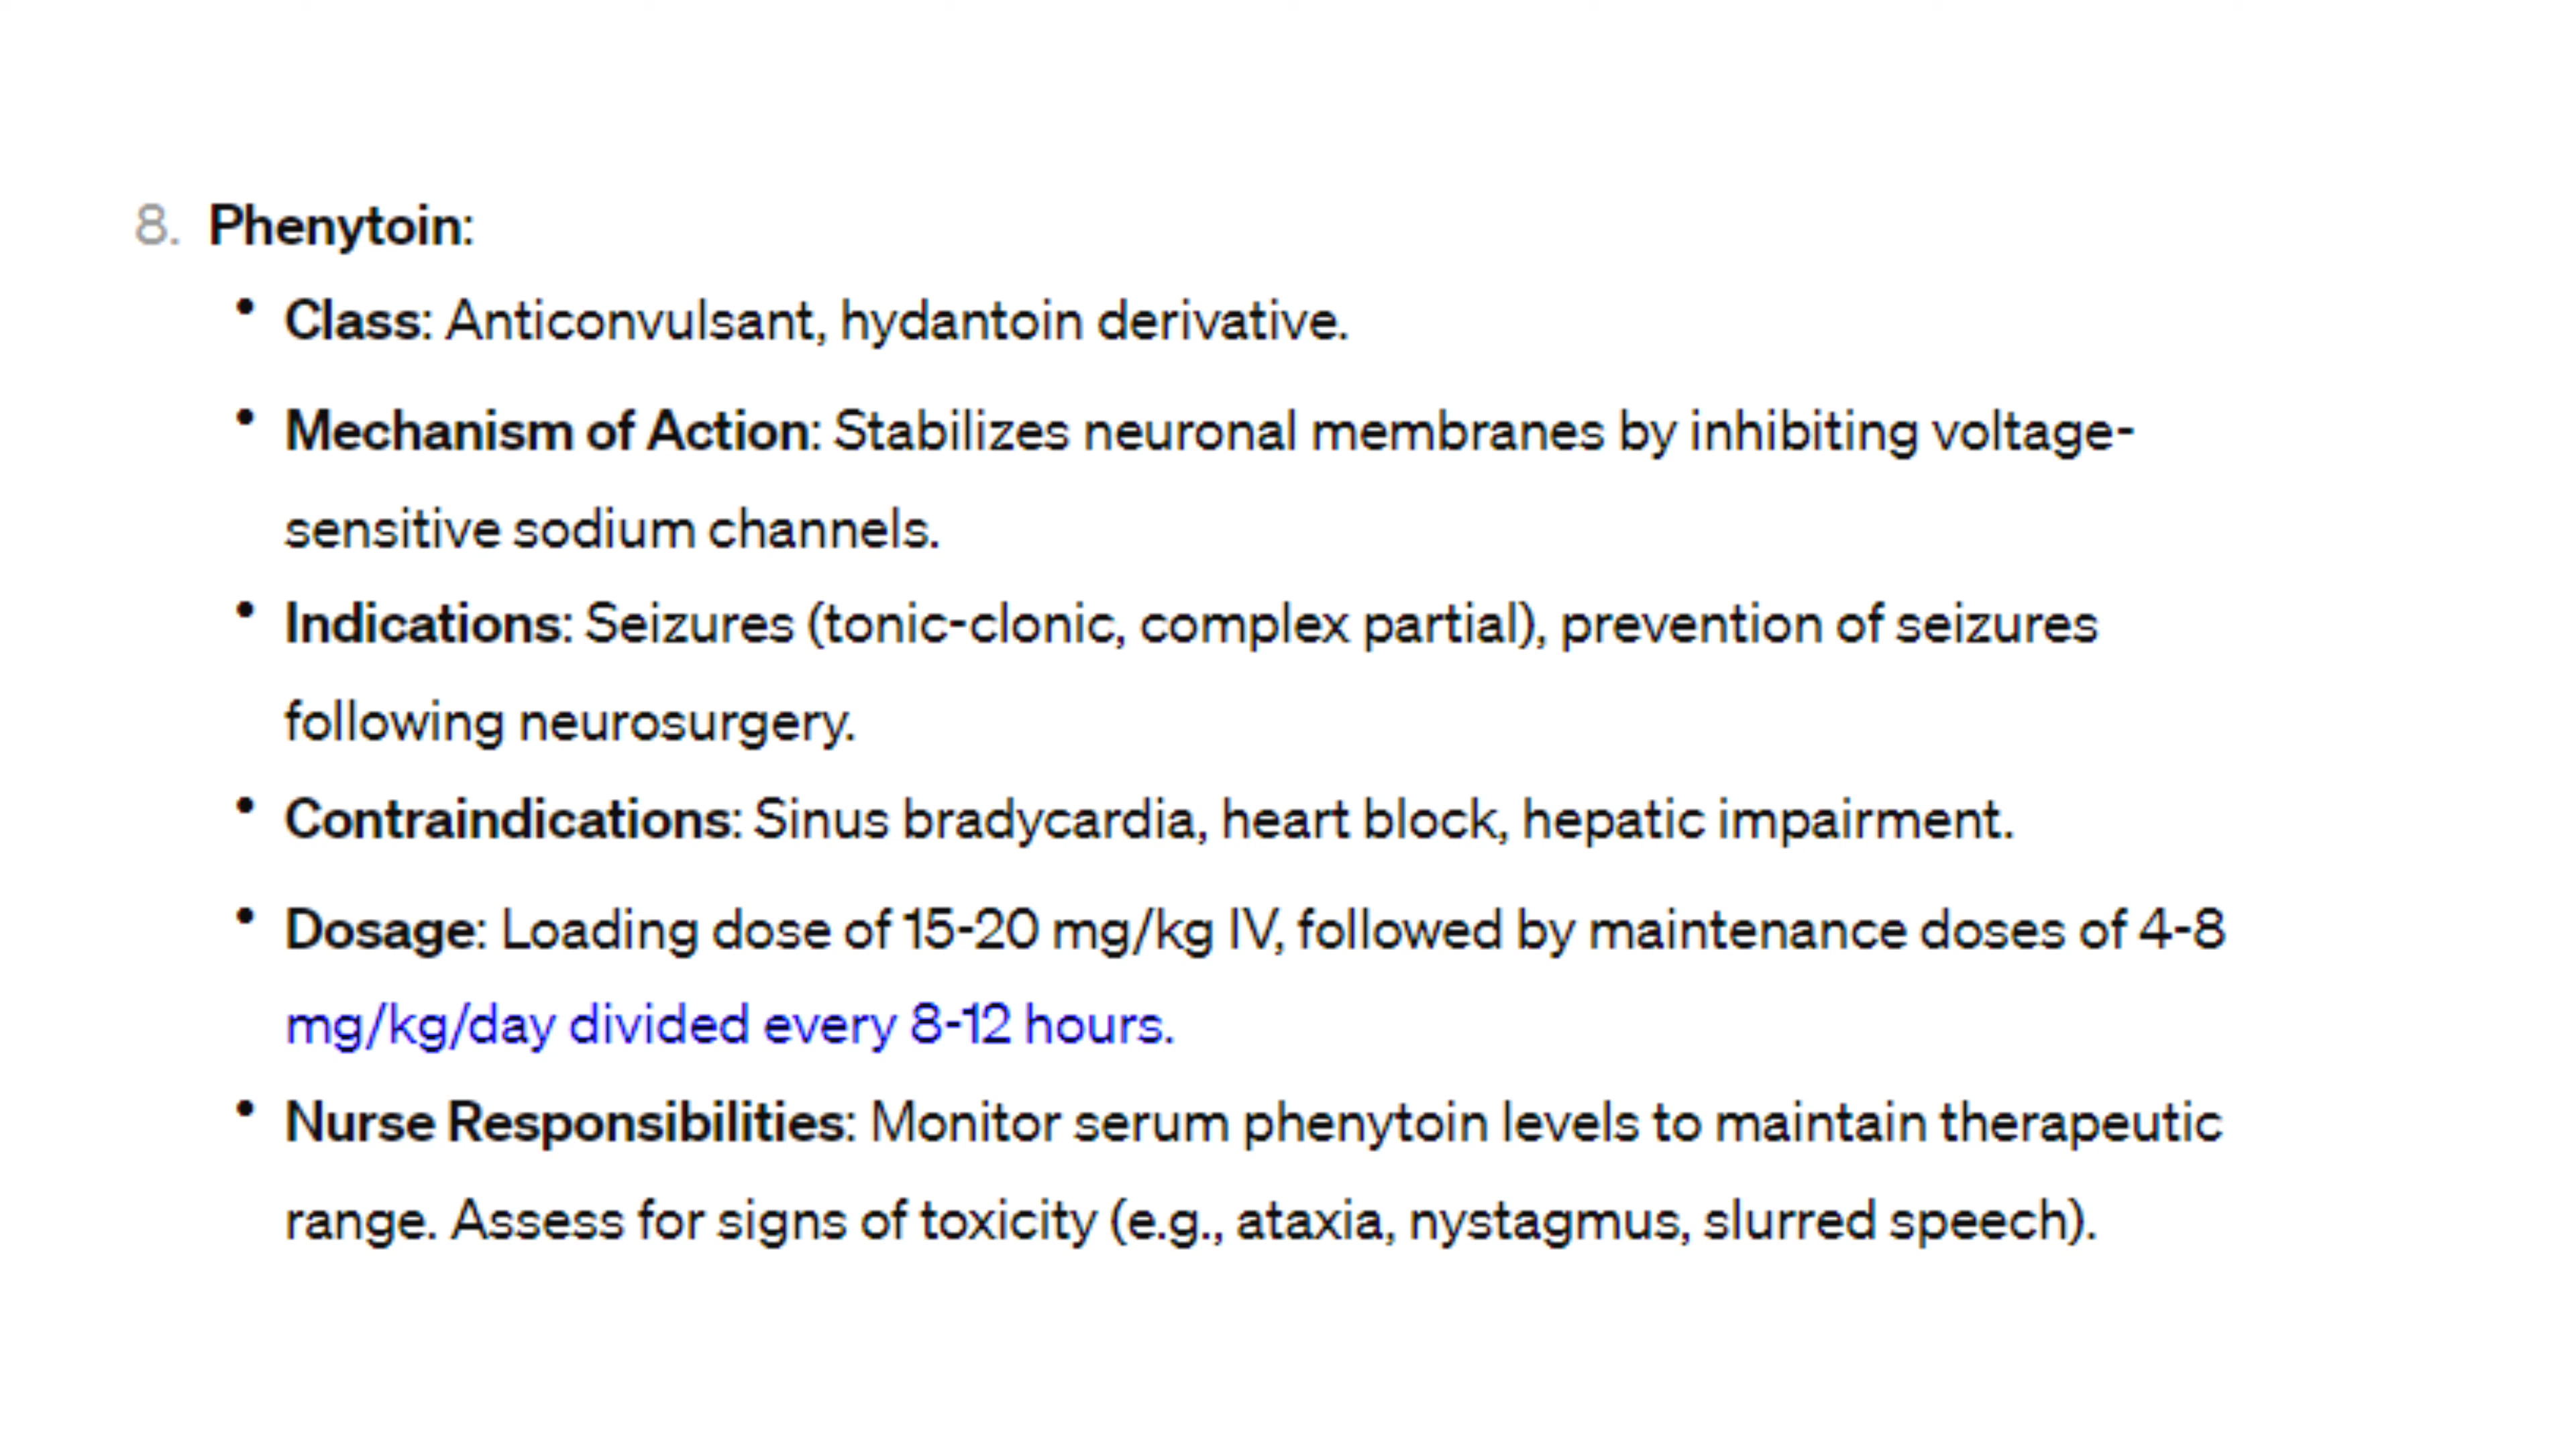 8. Phenytoin:
• Class: Anticonvulsant, hydantoin derivative.
• Mechanism of Action: Stabilizes neuronal membranes by inhibiting voltage-
sensitive sodium channels.
• Indications: Seizures (tonic-clonic, complex partial), prevention of seizures
following neurosurgery.
• Contraindications: Sinus bradycardia, heart block, hepatic impairment.
• Dosage: Loading dose of 15-20 mg/kg IV, followed by maintenance doses of 4-8
mg/kg/day divided every 8-12 hours.
• Nurse Responsibilities: Monitor serum phenytoin levels to maintain therapeutic
range. Assess for signs of toxicity (e.g., ataxia, nystagmus, slurred speech).